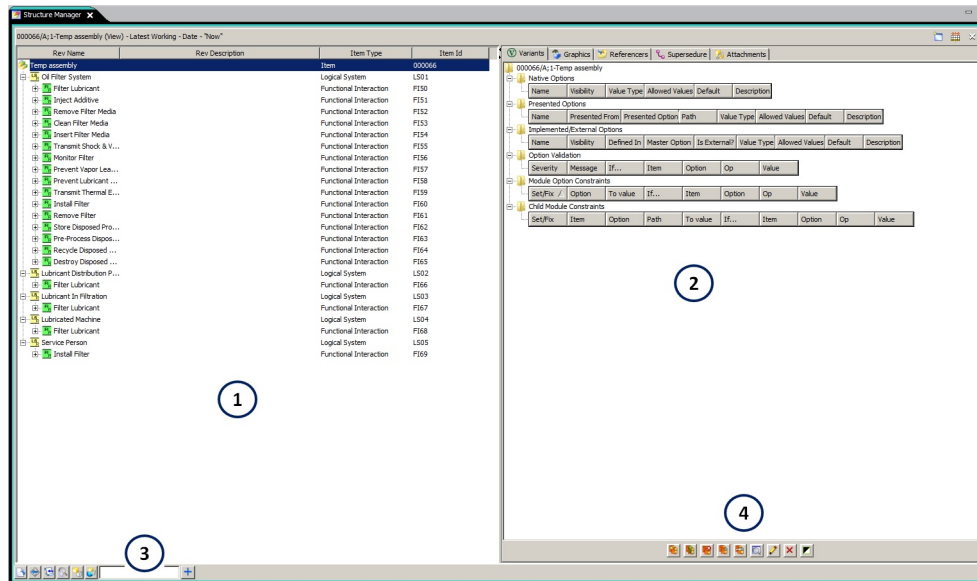 Structure Manager
000066/A;1-Temp assembly (View) - Latest Working - Date - "Now"
Rev Name Rev Description Item Type Item Id
Temp assembly Item 000066
Oil Filter System Logical System LS01
Filter Lubricant Functional Interaction FI50
Inject Additive Functional Interaction FI51
Remove Filter Media Functional Interaction FI52
Clean Filter Media Functional Interaction FI53
Insert Filter Media Functional Interaction FI54
Transmit Shock & V... Functional Interaction FI55
Monitor Filter Functional Interaction FI56
Prevent Vapor Lea... Functional Interaction FI57
Prevent Lubricant ... Functional Interaction FI58
Transmit Thermal E... Functional Interaction FI59
Install Filter Functional Interaction FI60
Remove Filter Functional Interaction FI61
Store Disposed Pro... Functional Interaction FI62
Pre-Process Dispos... Functional Interaction FI63
Recycle Disposed ... Functional Interaction FI64
Destroy Disposed ... Functional Interaction FI65
Lubricant Distribution P... Logical System LS02
Filter Lubricant Functional Interaction FI66
Lubricant In Filtration Logical System LS03
Filter Lubricant Functional Interaction FI67
Lubricated Machine Logical System LS04
Filter Lubricant Functional Interaction FI68
Service Person Logical System LS05
Install Filter Functional Interaction FI69
1
3
Variants Graphics Referencers Supersedure Attachments
000066/A;1-Temp assembly
Native Options
Name Visibility Value Type Allowed Values Default Description
Presented Options
Name Presented From Presented Option Path Value Type Allowed Values Default Description
Implemented/External Options
Name Visibility Defined In Master Option Is External? Value Type Allowed Values Default Description
Option Validation
Severity Message If... Item Option Op Value
Module Option Constraints
Set/Fix / Option To value If... Item Option Op Value
Child Module Constraints
Set/Fix Item Option Path To value If... Item Option Op Value
2
4